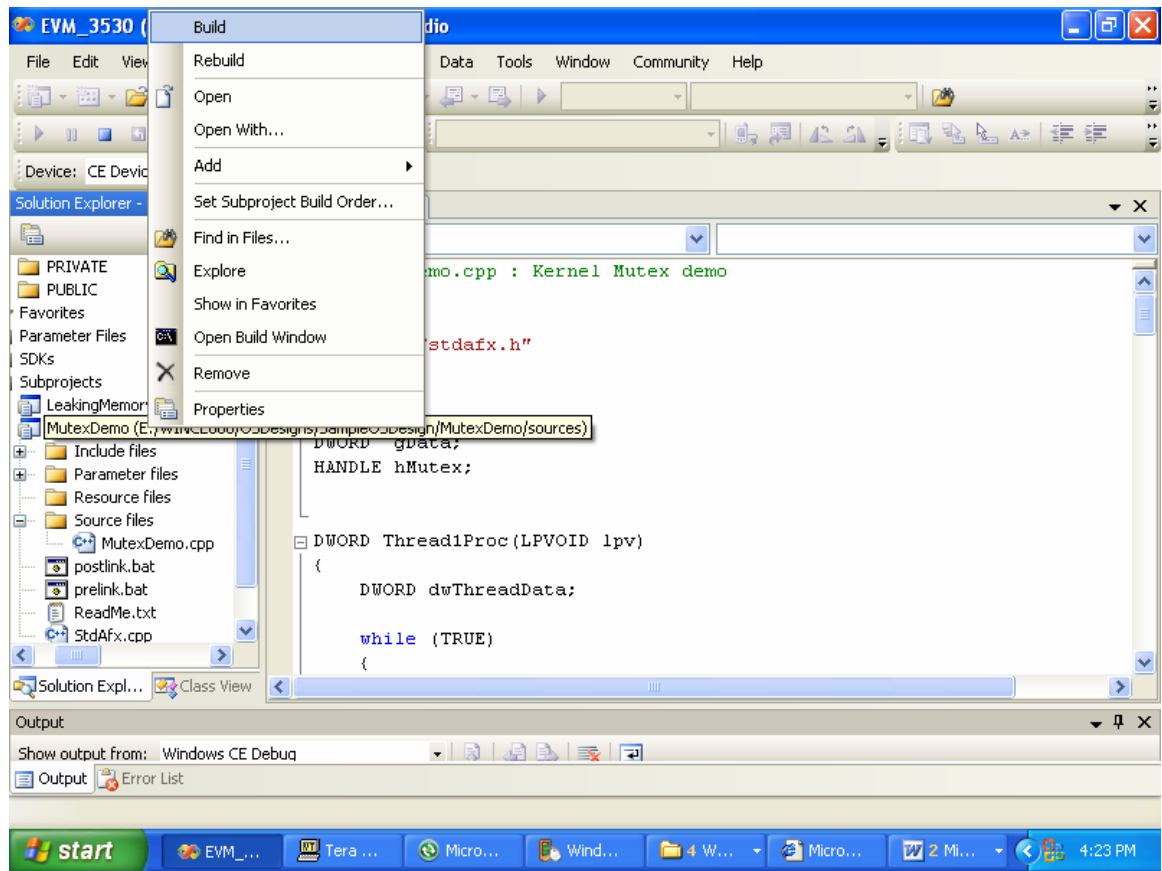 EVM_3530 (
dio
File Edit View Data Tools Window Community Help
Device: CE Devic
Build
Rebuild
Open
Open With...
Add
Set Subproject Build Order...
Find in Files...
Explore
Show in Favorites
Open Build Window
Remove
Properties
Solution Explorer -
PRIVATE
PUBLIC
Favorites
Parameter Files
SDKs
Subprojects
LeakingMemor
MutexDemo (E:/WINCE600/OSDesigns/SampleOSDesign/MutexDemo/sources)
Include files
Parameter files
Resource files
Source files
MutexDemo.cpp
postlink.bat
prelink.bat
ReadMe.txt
StdAfx.cpp
Solution Expl... Class View
mo.cpp : Kernel Mutex demo
"stdafx.h"
DWORD gData;
HANDLE hMutex;
DWORD Thread1Proc(LPVOID lpv)
{
DWORD dwThreadData;
while (TRUE)
{
Output
Show output from: Windows CE Debug
Output Error List
start EVM_... Tera ... Micro... Wind... 4 W... Micro... 2 Mi... 4:23 PM